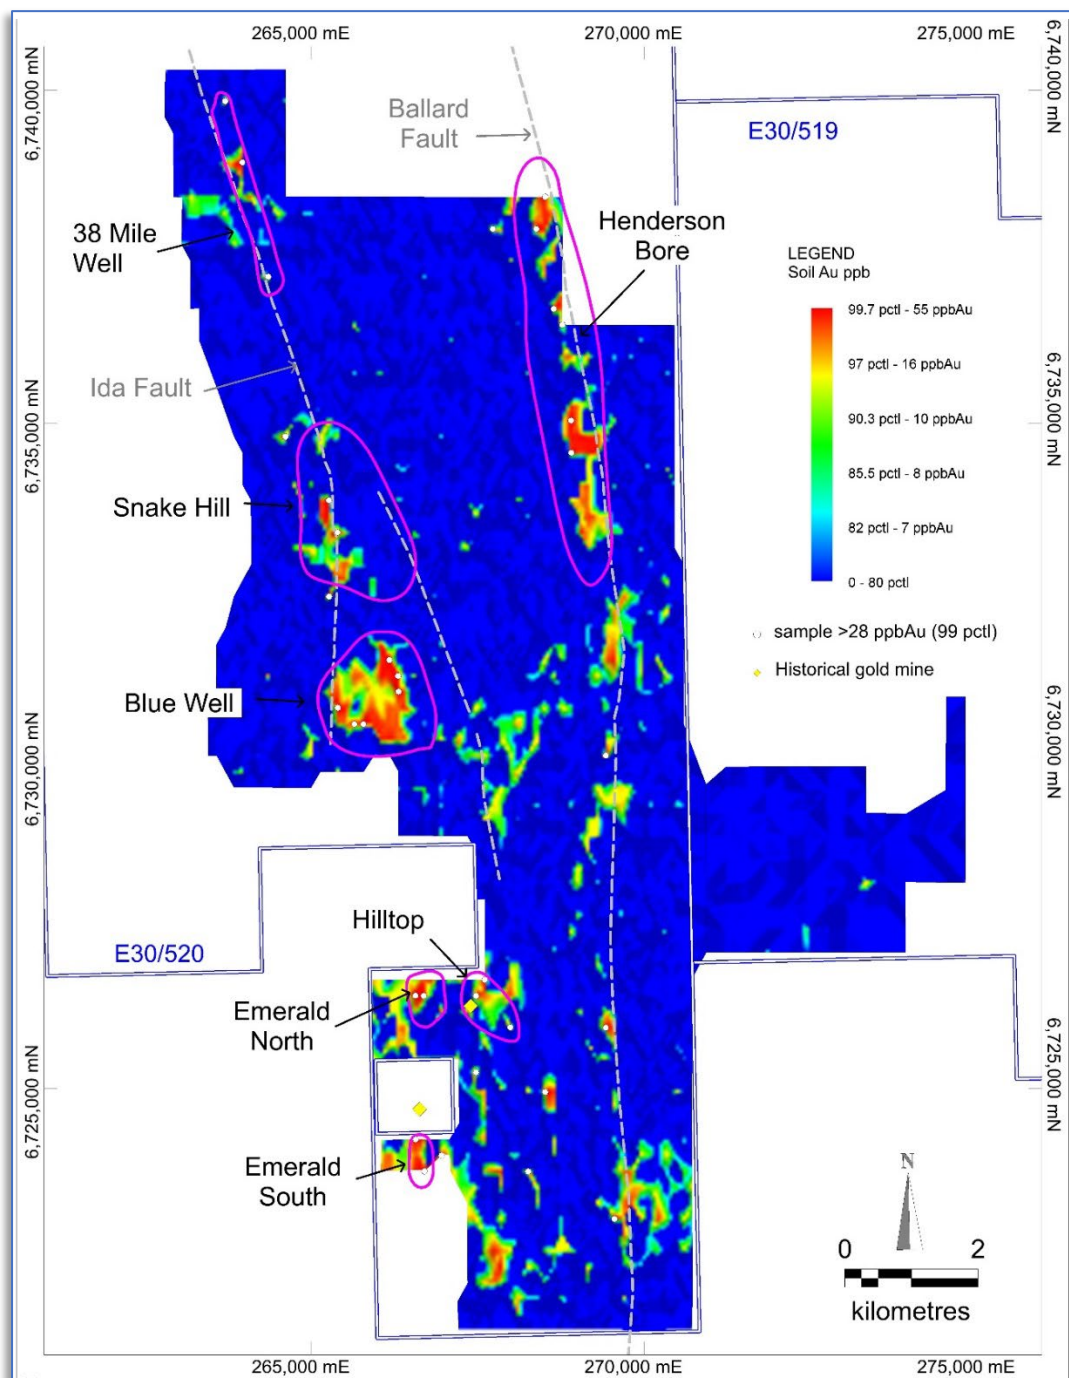 265,000 mE
270,000 mE
275,000 mE
6,740,000 mN
6,740,000 mN
Ballard
Fault
E30/519
38 Mile
Well
Henderson
Bore
LEGEND
Soil Au ppb
99.7 pctl - 55 ppbAu
97 pctl - 16 ppbAu
90.3 pctl - 10 ppbAu
85.5 pctl - 8 ppbAu
82 pctl - 7 ppbAu
0 - 80 pctl
Ida Fault
6,735,000 mN
6,735,000 mN
Snake Hill
sample >28 ppbAu (99 pctl)
Historical gold mine
Blue Well
6,730,000 mN
6,730,000 mN
Hilltop
E30/520
Emerald
North
6,725,000 mN
6,725,000 mN
Emerald
South
N
0 2
kilometres
265,000 mE
270,000 mE
275,000 mE